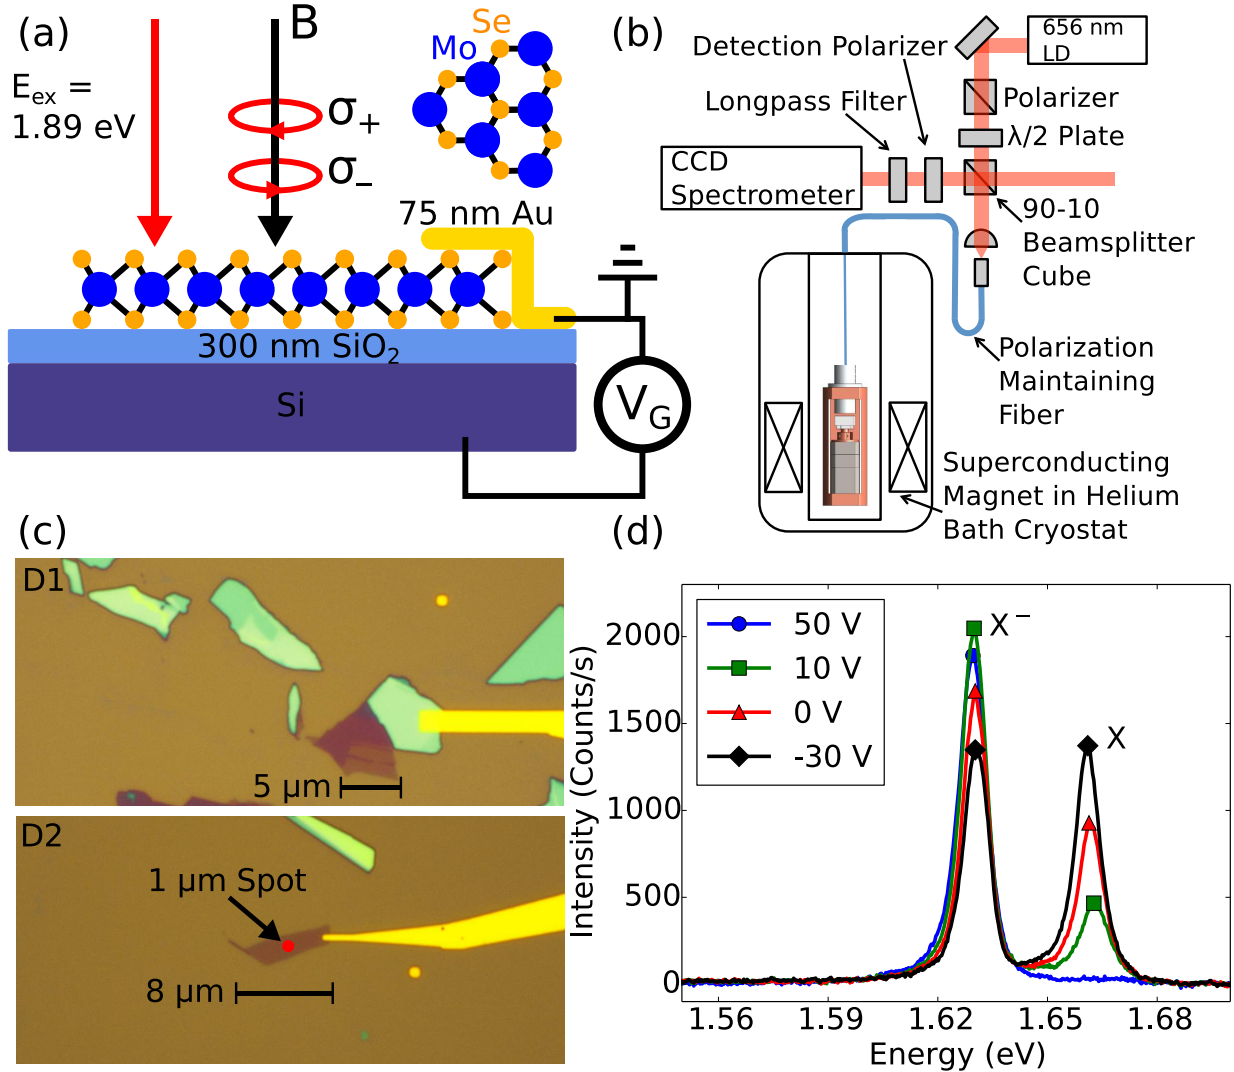 (a)
E_ex =
1.89 eV
B
σ+
σ−
Se
Mo
75 nm Au
300 nm SiO₂
Si
V_G
(b)
656 nm
LD
Detection Polarizer
Longpass Filter
Polarizer
λ/2 Plate
CCD
Spectrometer
90-10
Beamsplitter
Cube
Polarization
Maintaining
Fiber
Superconducting
Magnet in Helium
Bath Cryostat
(c)
D1
5 μm
D2
1 μm Spot
8 μm
(d)
50 V
10 V
0 V
-30 V
X⁻
X
Intensity (Counts/s)
2000
1500
1000
500
0
1.56
1.59
1.62
1.65
1.68
Energy (eV)